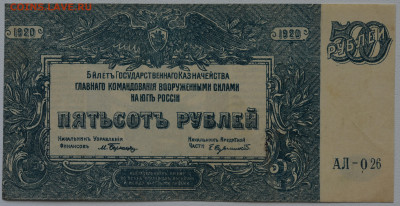 500
РУБЛЕЙ
1920
1920
БИЛЕТЪ ГОСУДАРСТВЕННАГО КАЗНАЧЕЙСТВА
ГЛАВНАГО КОМАНДОВАНІЯ ВООРУЖЕННЫМИ СИЛАМИ
НА ЮГѢ РОССІИ
ПЯТЬСОТЪ РУБЛЕЙ
НАЧАЛЬНИКЪ УПРАВЛЕНІЯ
ФИНАНСОВЪ
НАЧАЛЬНИКЪ КРЕДИТНОЙ
ЧАСТИ
АЛ-026